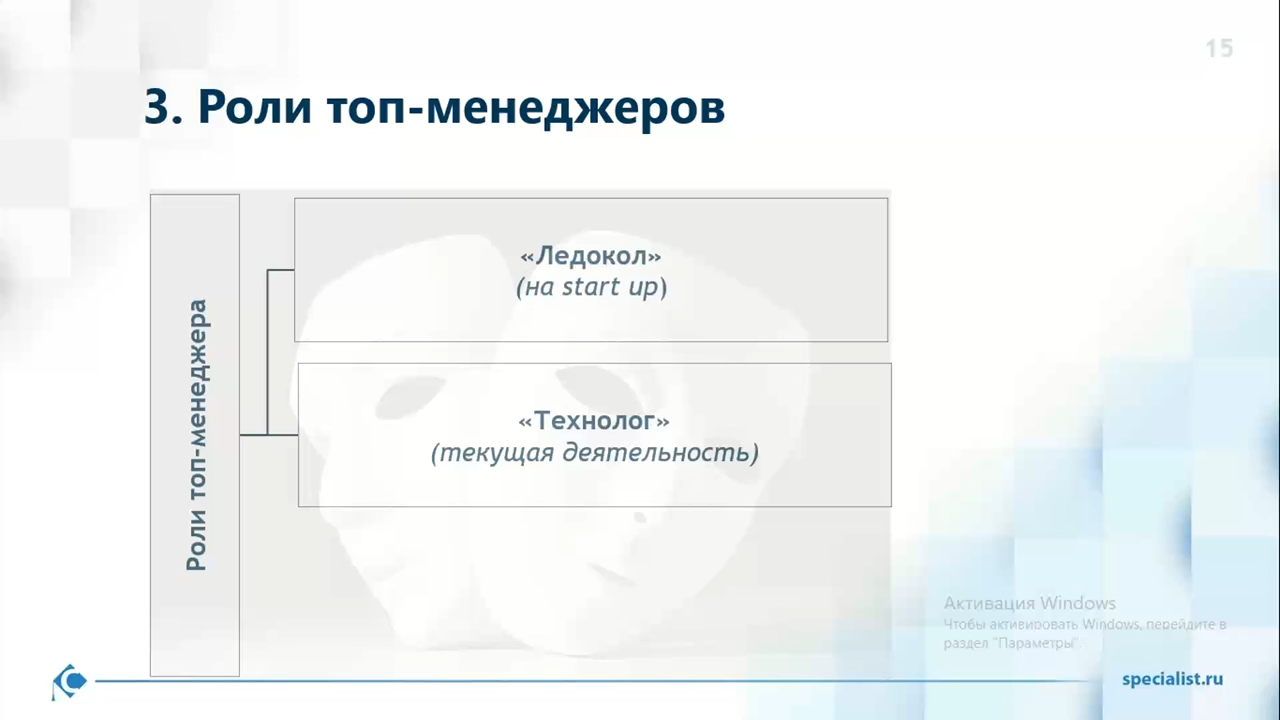 15
3. Роли топ-менеджеров
Роли топ-менеджера
«Ледокол»
(на start up)
«Технолог»
(текущая деятельность)
Активация Windows
Чтобы активировать Windows, перейдите в
раздел "Параметры".
specialist.ru